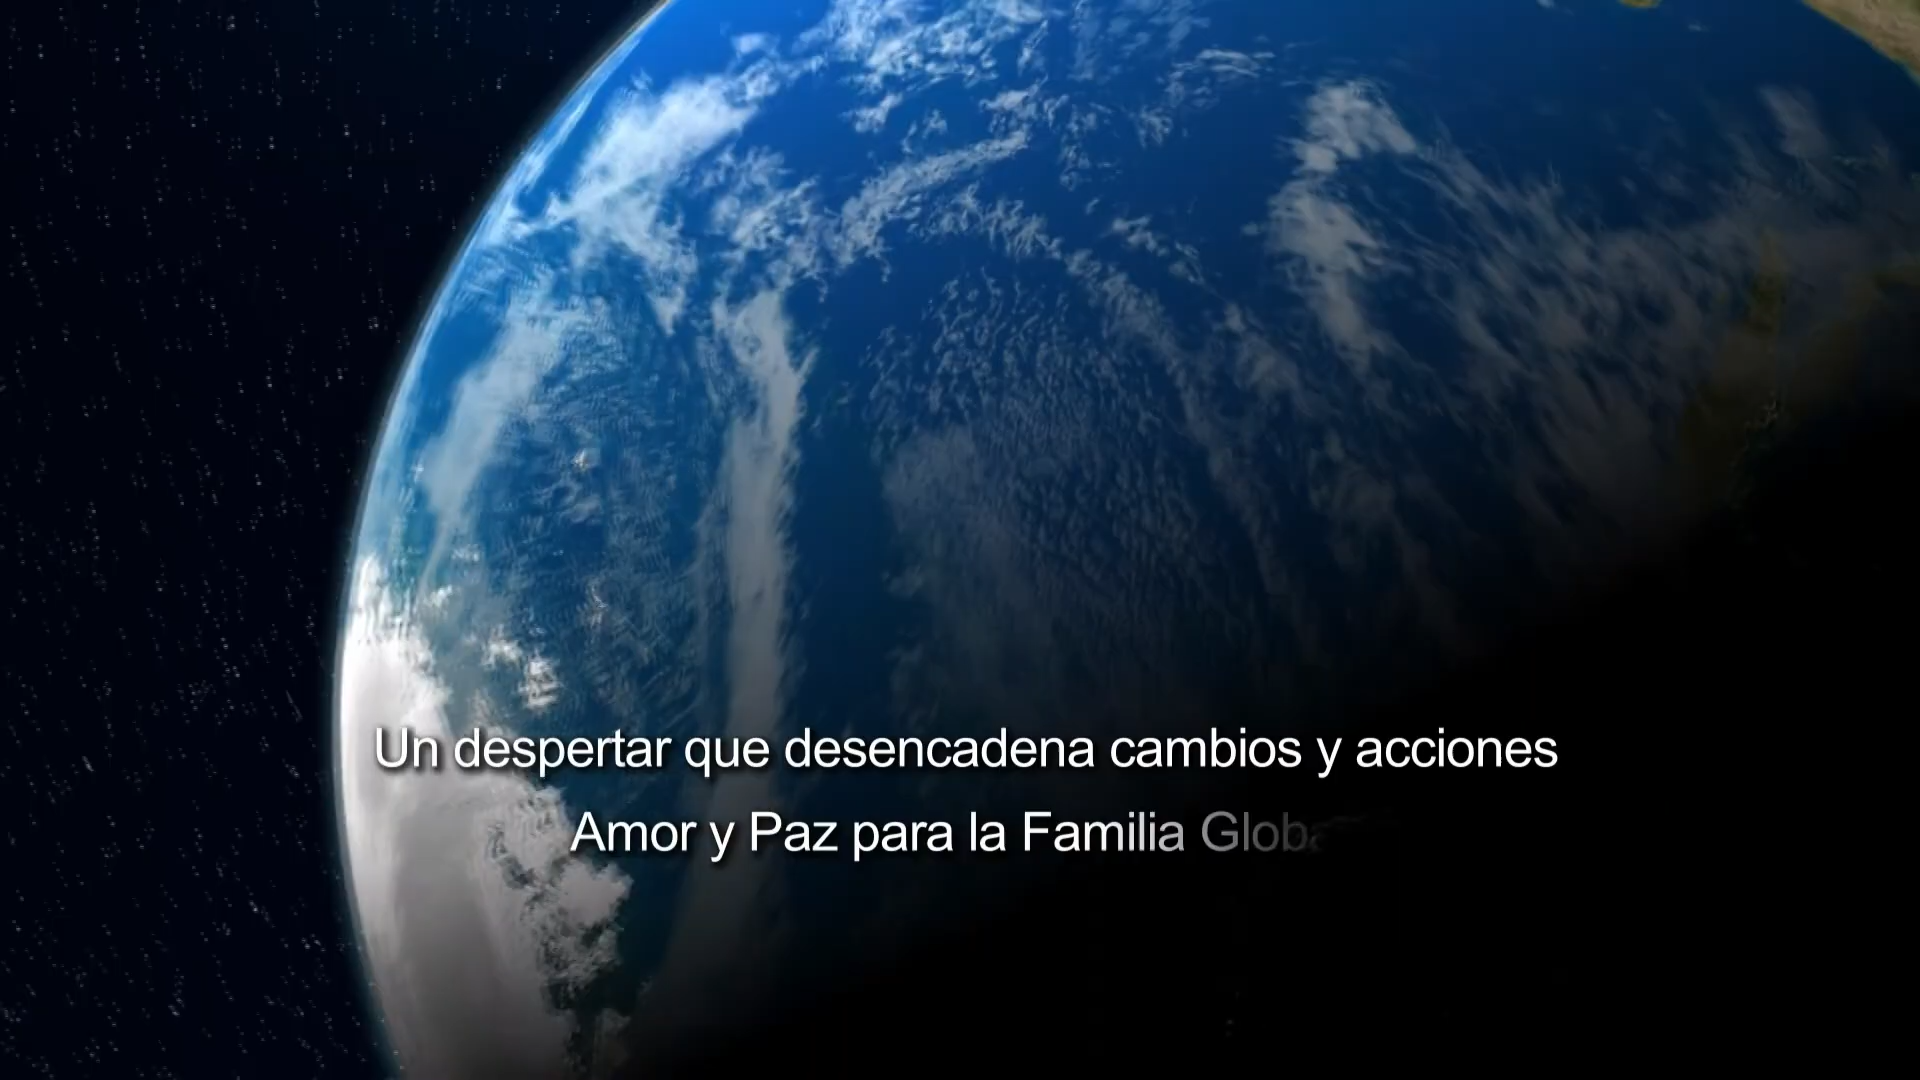 Un despertar que desencadena cambios y acciones
Amor y Paz para la Familia